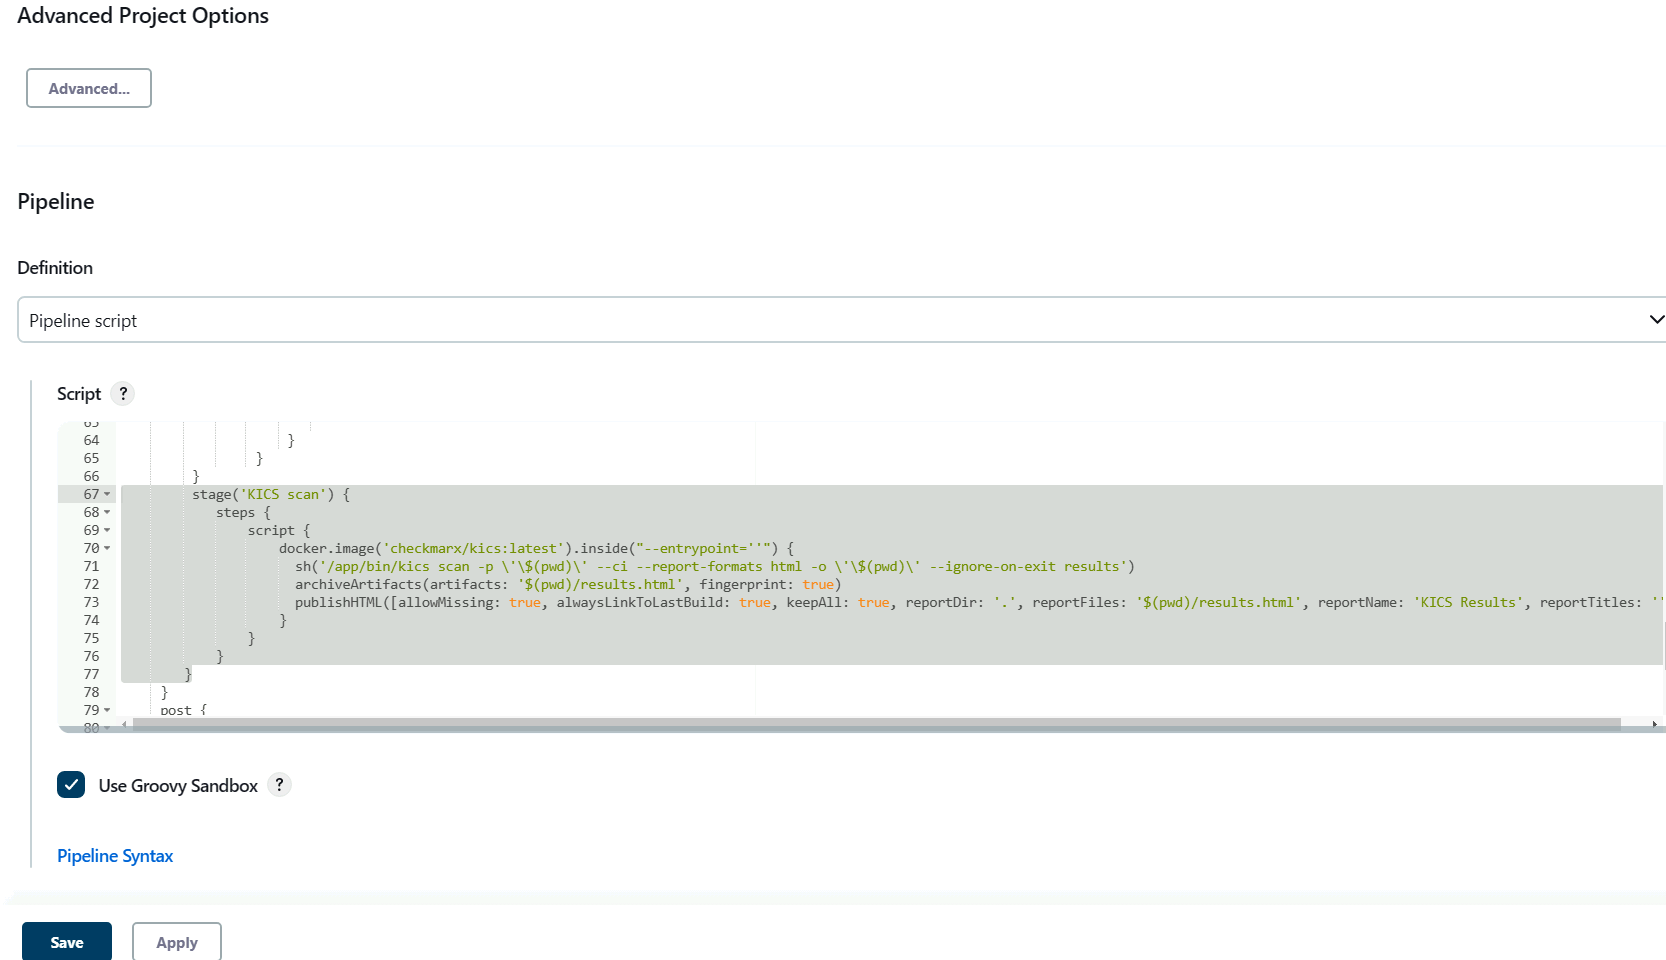 Advanced Project Options
Advanced...
Pipeline
Definition
Pipeline script
Script ?
63
64 }
65 }
66 }
67 stage('KICS scan') {
68 steps {
69 script {
70 docker.image('checkmarx/kics:latest').inside("--entrypoint=''") {
71 sh('/app/bin/kics scan -p \'\$(pwd)\' --ci --report-formats html -o \'\$(pwd)\' --ignore-on-exit results')
72 archiveArtifacts(artifacts: '$(pwd)/results.html', fingerprint: true)
73 publishHTML([allowMissing: true, alwaysLinkToLastBuild: true, keepAll: true, reportDir: '.', reportFiles: '$(pwd)/results.html', reportName: 'KICS Results', reportTitles: ''
74 }
75 }
76 }
77 }
78 }
79 post {
80
Use Groovy Sandbox ?
Pipeline Syntax
Save Apply